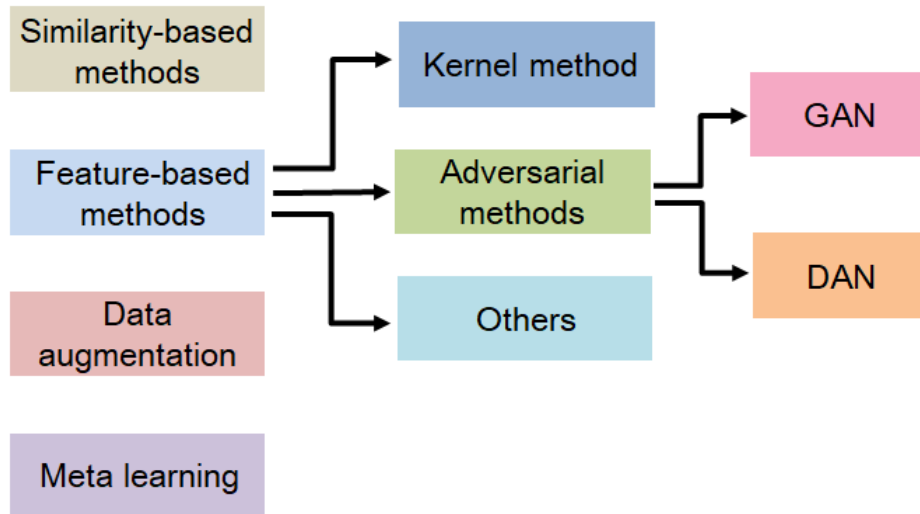 Similarity-based
methods
Feature-based
methods
Data
augmentation
Meta learning
Kernel method
Adversarial
methods
Others
GAN
DAN